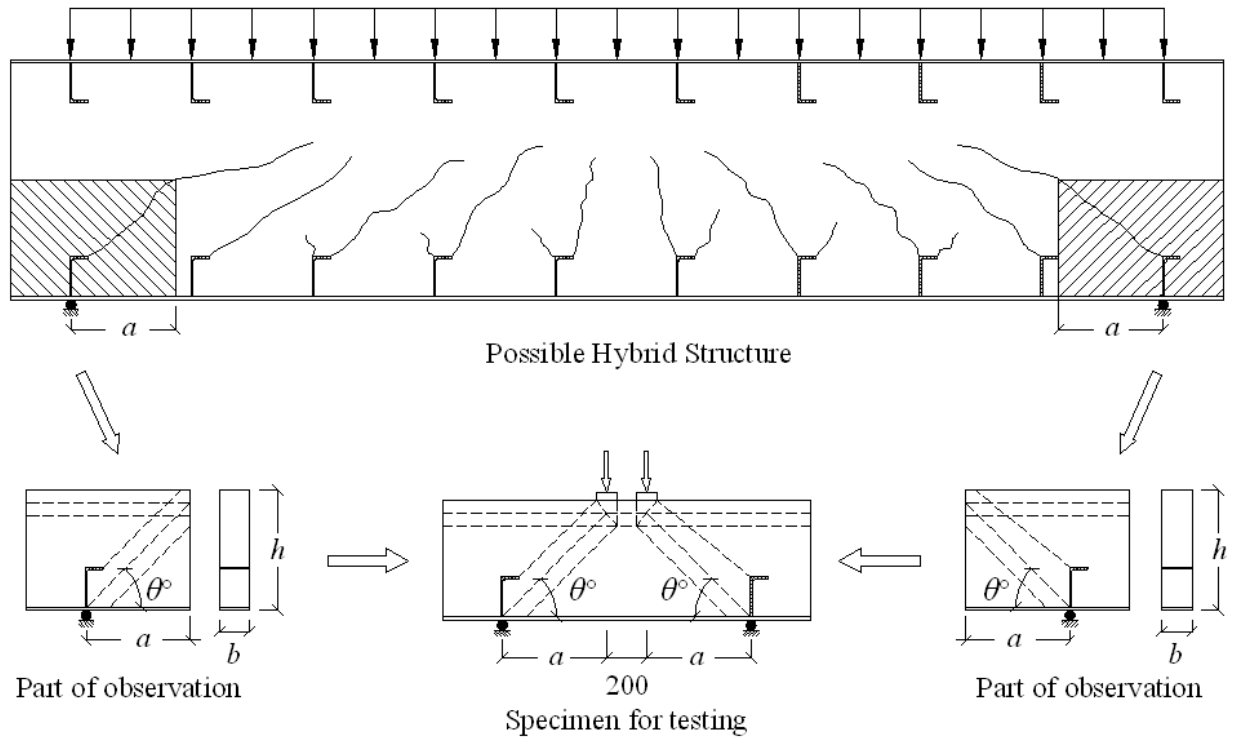 a
a
Possible Hybrid Structure
h
θ°
a
b
Part of observation
θ°
θ°
a
a
200
Specimen for testing
h
θ°
a
b
Part of observation